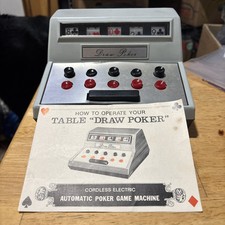 Draw Poker
HOW TO OPERATE YOUR
TABLE "DRAW POKER"
CORDLESS ELECTRIC
AUTOMATIC POKER GAME MACHINE